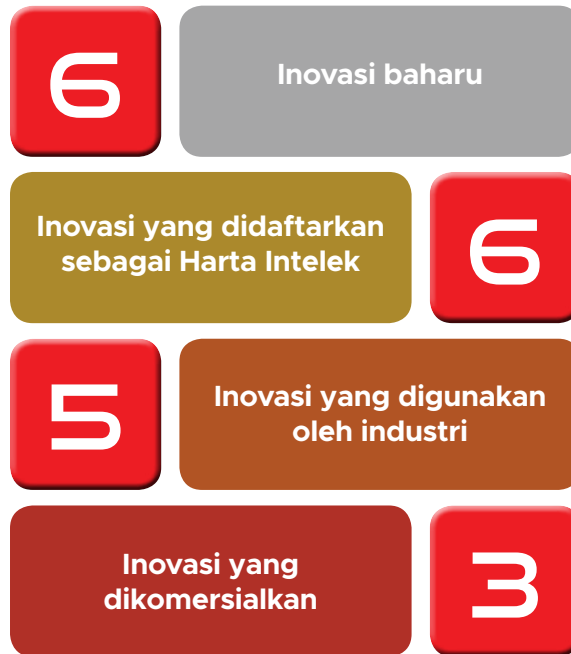 6
Inovasi baharu
Inovasi yang didaftarkan
sebagai Harta Intelek
6
5
Inovasi yang digunakan
oleh industri
Inovasi yang
dikomersialkan
3